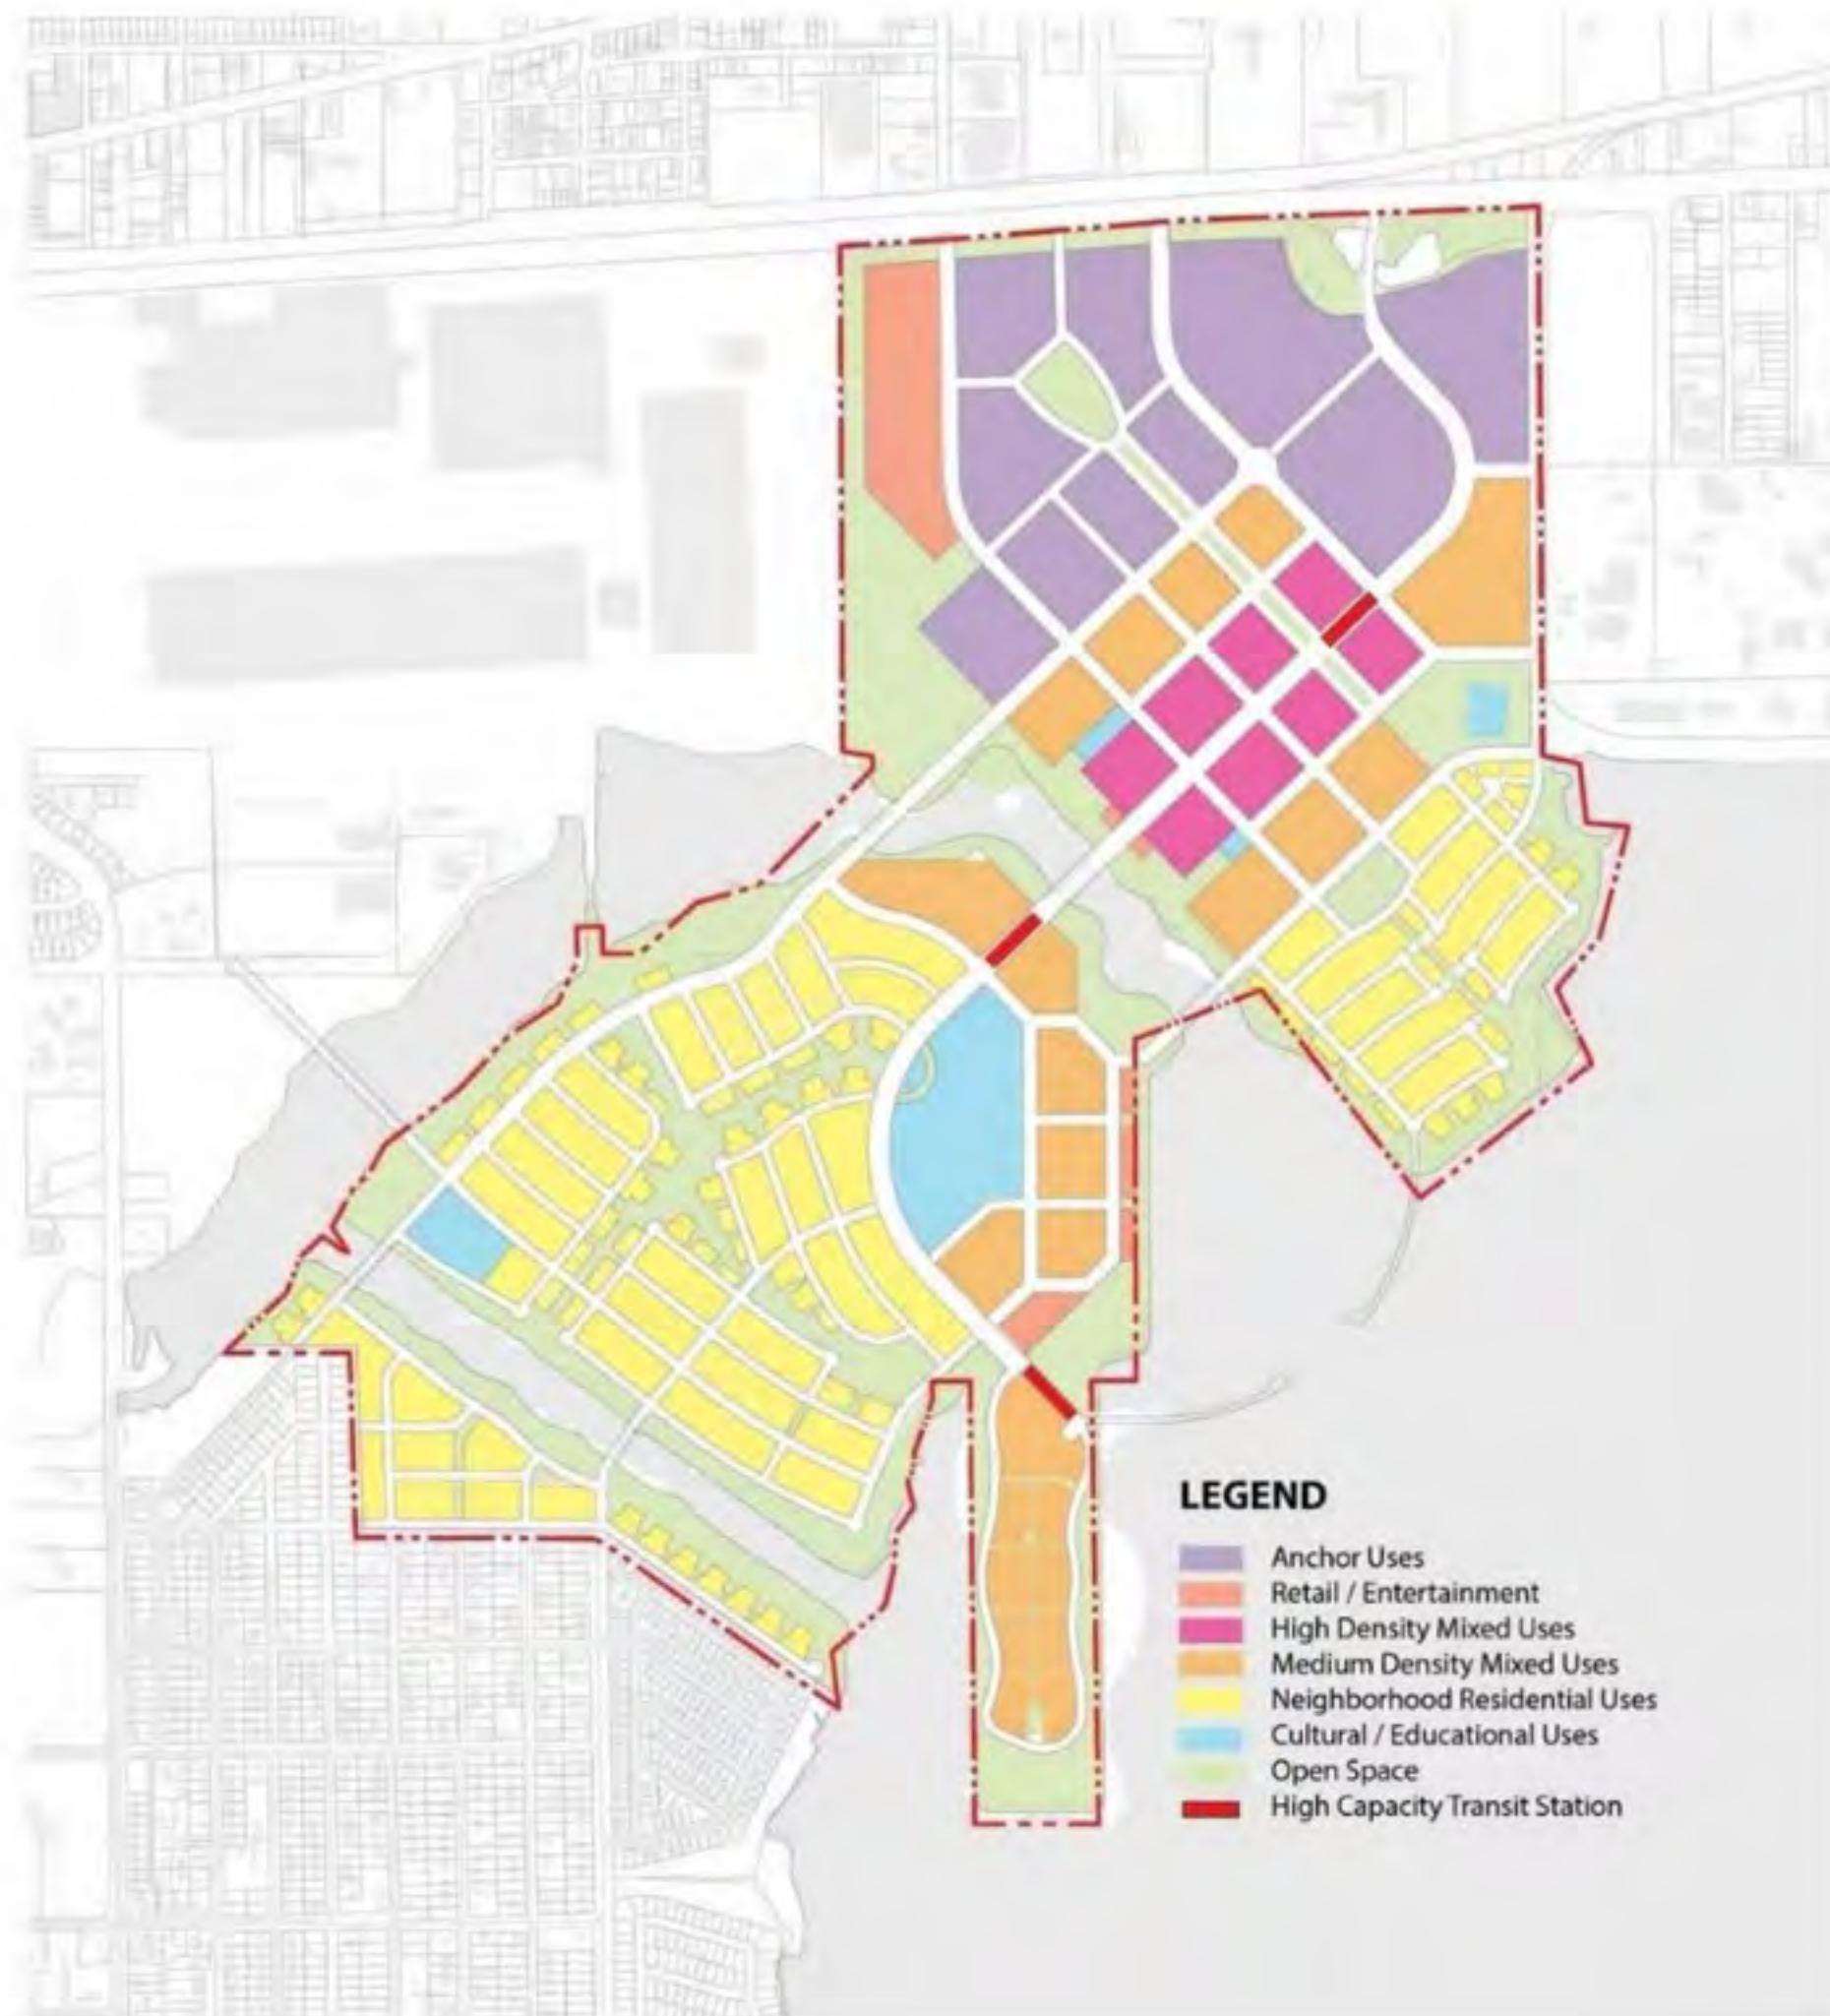 LEGEND
Anchor Uses
Retail / Entertainment
High Density Mixed Uses
Medium Density Mixed Uses
Neighborhood Residential Uses
Cultural / Educational Uses
Open Space
High Capacity Transit Station